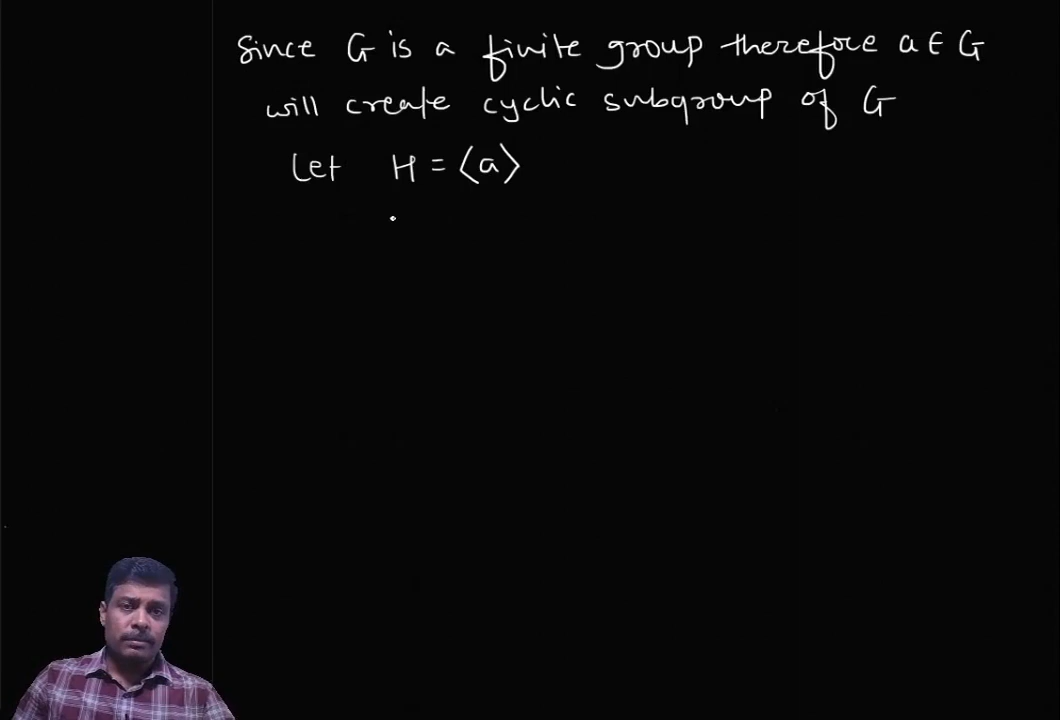 Since G is a finite group therefore a ∈ G
will create cyclic subgroup of G
Let H = ⟨a⟩